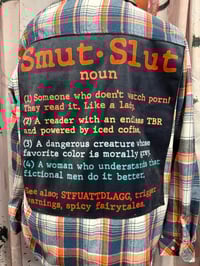 Smut•Slut
noun
(1) Someone who doesn't watch porn!
They read it. Like a lady.
(2) A reader with an endless TBR
and powered by iced coffee.
(3) A dangerous creature whose
favorite color is morally grey.
(4) A woman who understands that
fictional men do it better.
See also; STFUATTDLAGG, trigger
warnings, spicy fairytales.